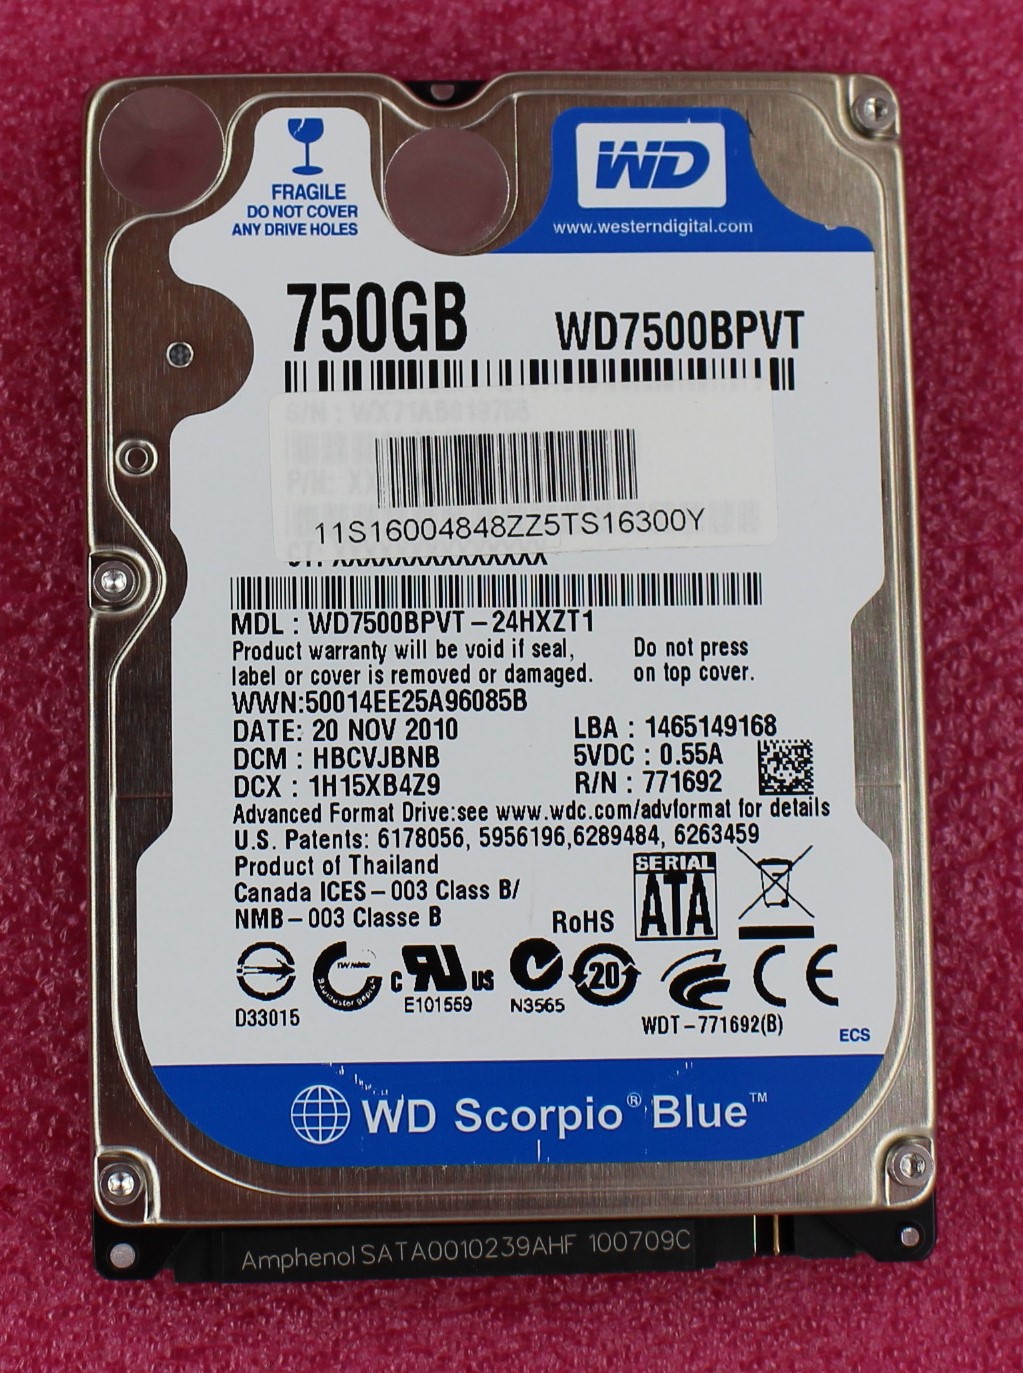 FRAGILE
DO NOT COVER
ANY DRIVE HOLES
WD
www.westerndigital.com
750GB
WD7500BPVT
11S16004848ZZ5TS16300Y
MDL : WD7500BPVT-24HXZT1
Product warranty will be void if seal,
label or cover is removed or damaged.
Do not press
on top cover.
WWN:50014EE25A96085B
DATE: 20 NOV 2010
LBA : 1465149168
DCM : HBCVJBNB
5VDC : 0.55A
DCX : 1H15XB4Z9
R/N : 771692
Advanced Format Drive:see www.wdc.com/advformat for details
U.S. Patents: 6178056, 5956196,6289484, 6263459
Product of Thailand
Canada ICES-003 Class B/
NMB-003 Classe B
RoHS
SERIAL
ATA
D33015
c
US
E101559
N3565
20
CE
WDT-771692(B)
ECS
WD Scorpio® Blue™
Amphenol SATA0010239AHF 100709C